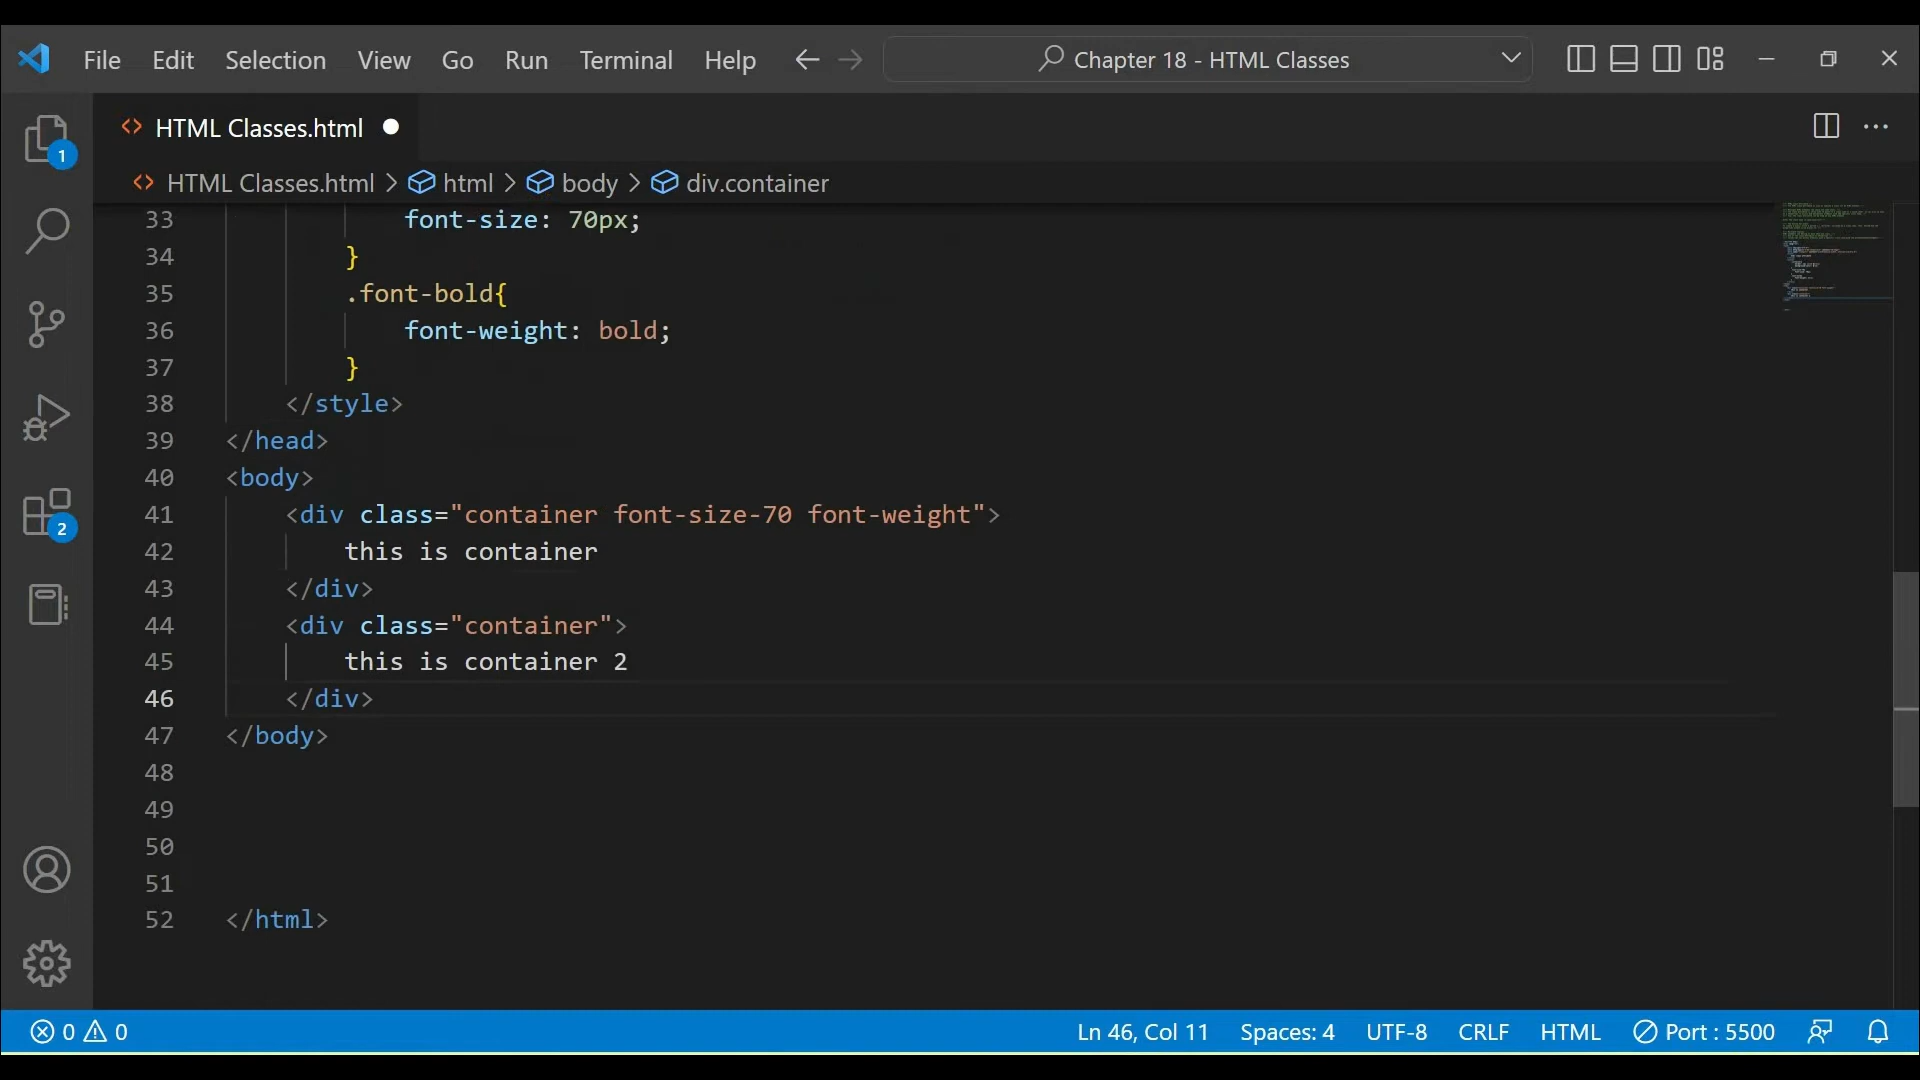 File Edit Selection View Go Run Terminal Help Chapter 18 - HTML Classes
HTML Classes.html
HTML Classes.html > html > body > div.container
33 font-size: 70px;
34 }
35 .font-bold{
36 font-weight: bold;
37 }
38 </style>
39 </head>
40 <body>
41 <div class="container font-size-70 font-weight">
42 this is container
43 </div>
44 <div class="container">
45 this is container 2
46 </div>
47 </body>
48
49
50
51
52 </html>
1
2
0 0 Ln 46, Col 11 Spaces: 4 UTF-8 CRLF HTML Port : 5500